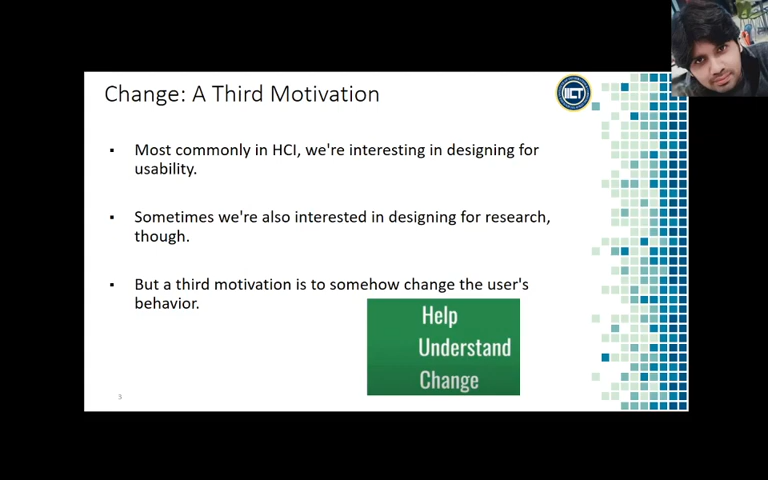 Change: A Third Motivation
IICT
▪ Most commonly in HCI, we're interesting in designing for
usability.
▪ Sometimes we're also interested in designing for research,
though.
▪ But a third motivation is to somehow change the user's
behavior.
Help
Understand
Change
3